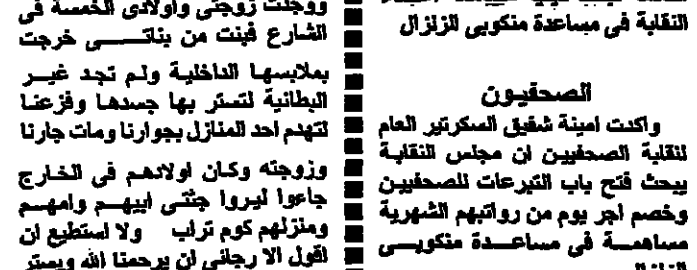 النقابة فى مساعدة منكوبى الزلزال
الصحفيون
واكدت امينة شفيق السكرتير العام
لنقابة الصحفيين ان مجلس النقابة
يبحث فتح باب التبرعات للصحفيين
وخصم اجر يوم من رواتبهم الشهرية
مساهمة فى مساعدة منكوبى
ووجدت زوجتى واولادى الخمسة فى
الشارع فبنت من بناتى خرجت
بملابسها الداخلية ولم تجد غير
البطانية لتستر بها جسدها وفزعنا
لتهدم احد المنازل بجوارنا ومات جارنا
وزوجته وكان اولادهم فى الخارج
جاءوا ليروا جثتى ابيهم وامهم
ومنزلهم كوم تراب ولا استطيع ان
اقول الا رجائى ان يرحمنا الله ويستر